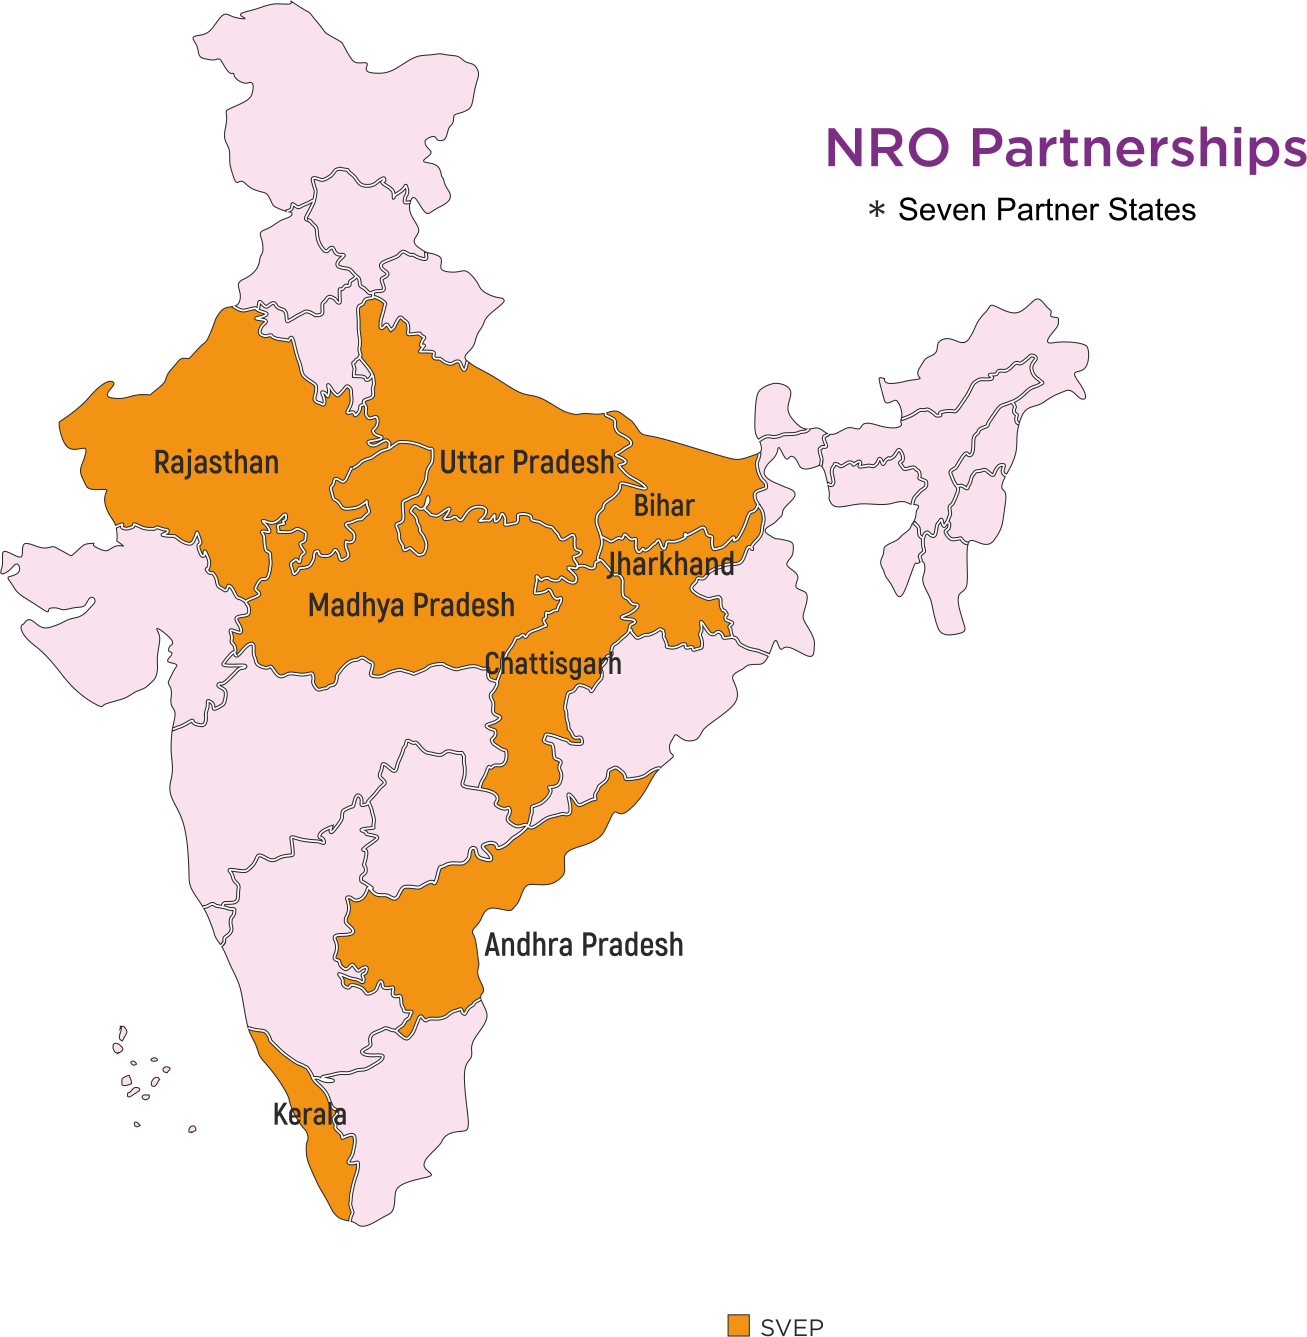 NRO Partnerships
* Seven Partner States
Rajasthan
Uttar Pradesh
Bihar
Jharkhand
Madhya Pradesh
Chattisgarh
Andhra Pradesh
Kerala
SVEP